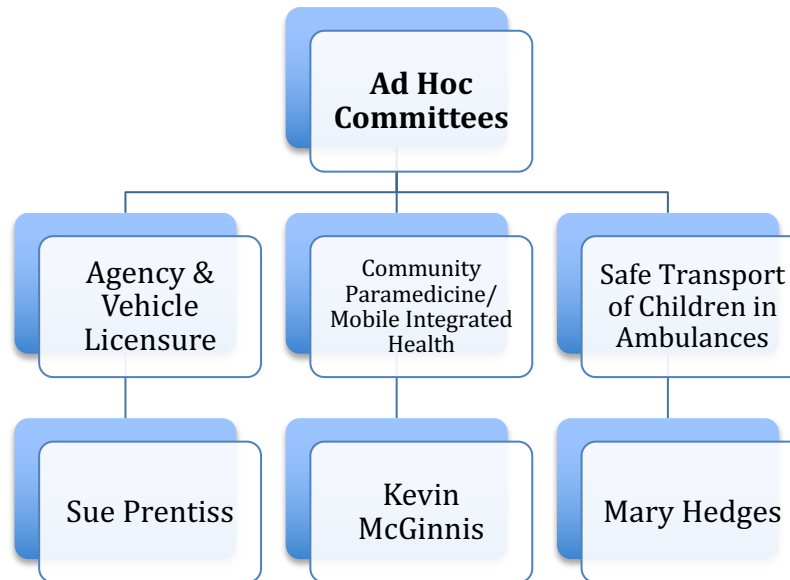 Ad Hoc
Committees
Agency &
Vehicle
Licensure
Community
Paramedicine/
Mobile Integrated
Health
Safe Transport
of Children in
Ambulances
Sue Prentiss
Kevin
McGinnis
Mary Hedges